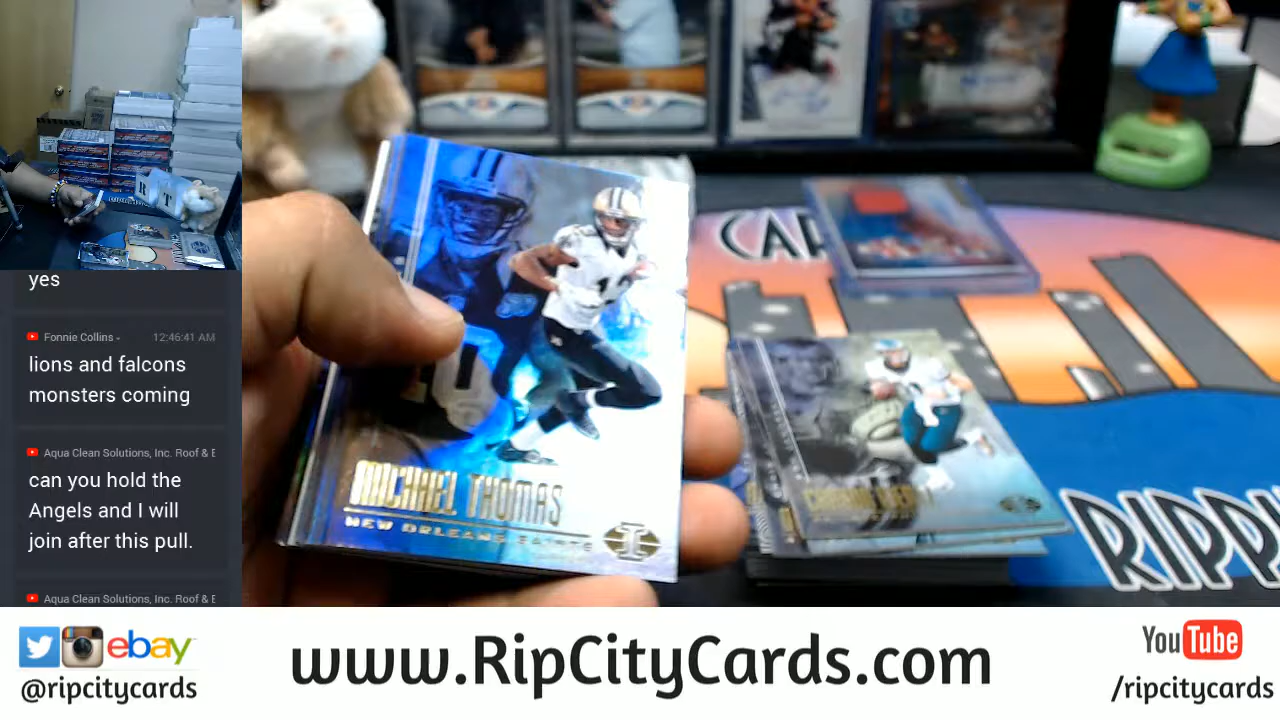 yes
Fonnie Collins
12:46:41 AM
lions and falcons
monsters coming
Aqua Clean Solutions, Inc. Roof & E
can you hold the
Angels and I will
join after this pull.
Aqua Clean Solutions, Inc. Roof & E
MICHAEL THOMAS
NEW ORLEANS SAINTS
I
CAR
RIPP
ebay
@ripcitycards
www.RipCityCards.com
YouTube
/ripcitycards